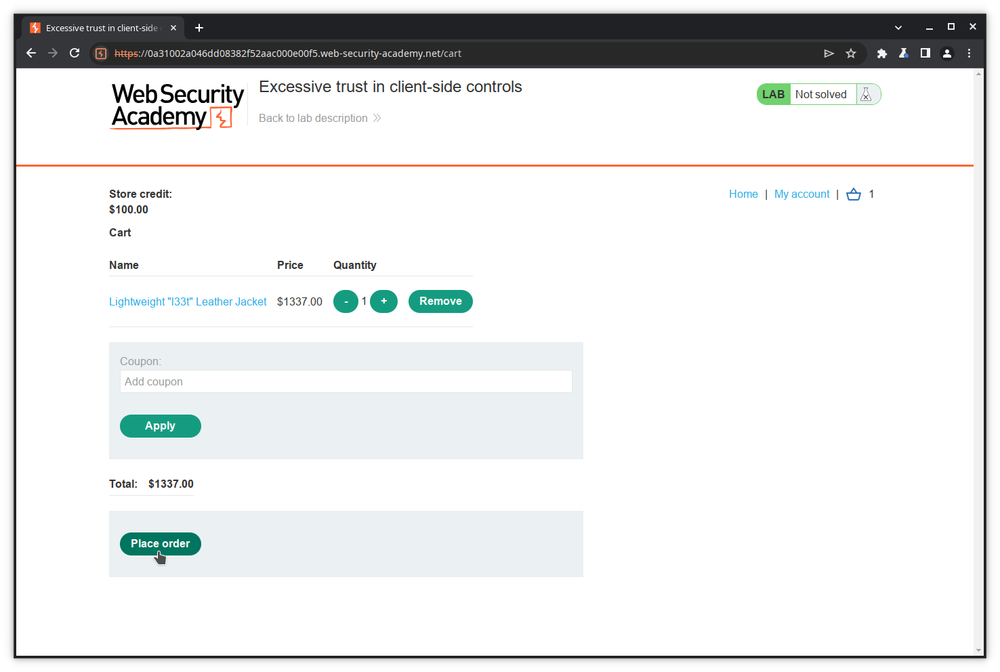 Excessive trust in client-side
https://0a31002a046dd08382f52aac000e00f5.web-security-academy.net/cart
Web Security
Academy
Excessive trust in client-side controls
Back to lab description
LAB Not solved
Store credit:
$100.00
Home | My account | 1
Cart
Name Price Quantity
Lightweight "l33t" Leather Jacket $1337.00 - 1 + Remove
Coupon:
Add coupon
Apply
Total: $1337.00
Place order